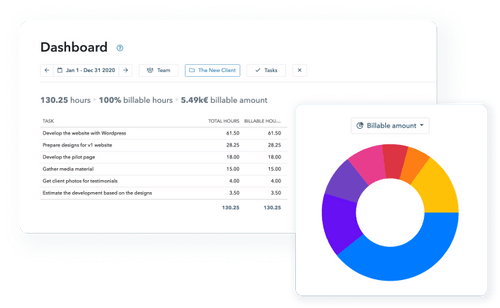 Dashboard
Jan 1 - Dec 31 2020 Team The New Client Tasks
130.25 hours · 100% billable hours · 5.49k€ billable amount
TASK TOTAL HOURS BILLABLE HOU...
Develop the website with Wordpress 61.50 61.50
Prepare designs for v1 website 28.25 28.25
Develop the pilot page 18.00 18.00
Gather media material 15.00 15.00
Get client photos for testimonials 4.00 4.00
Estimate the development based on the designs 3.50 3.50
130.25 130.25
Billable amount